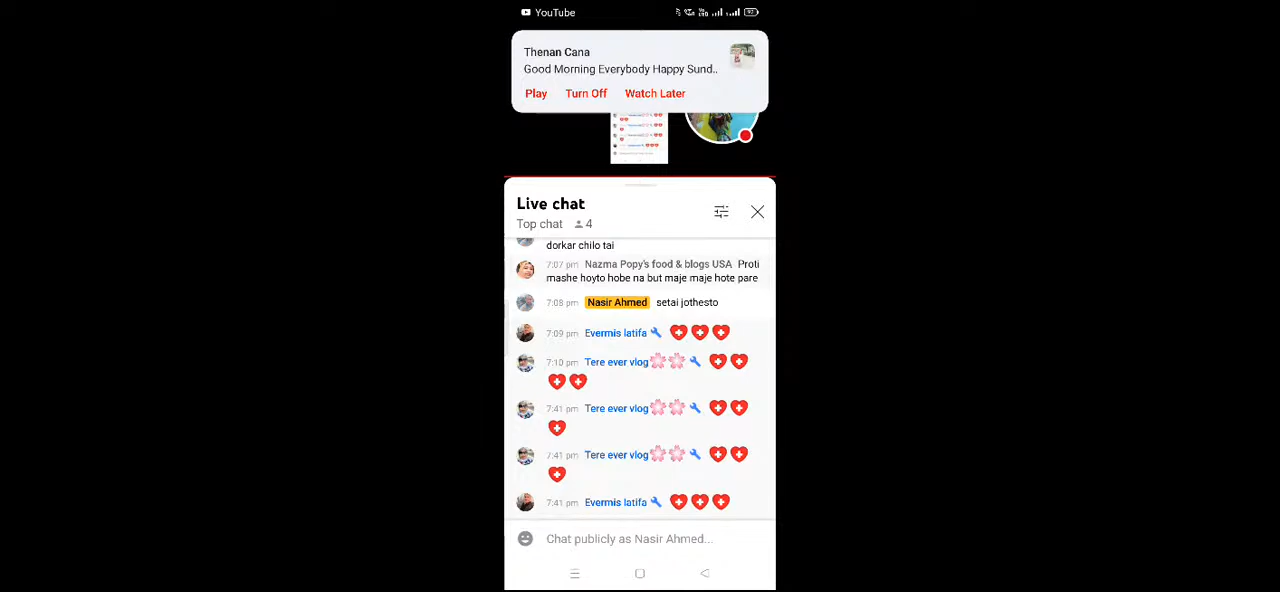 YouTube
Thenan Cana
Good Morning Everybody Happy Sund..
Play Turn Off Watch Later
Live chat
Top chat 4
dorkar chilo tai
7:07 pm Nazma Popy's food & blogs USA Proti
mashe hoyto hobe na but maje maje hote pare
7:08 pm Nasir Ahmed setai jothesto
7:09 pm Evermis latifa
7:10 pm Tere ever vlog
7:41 pm Tere ever vlog
7:41 pm Tere ever vlog
7:41 pm Evermis latifa
Chat publicly as Nasir Ahmed...